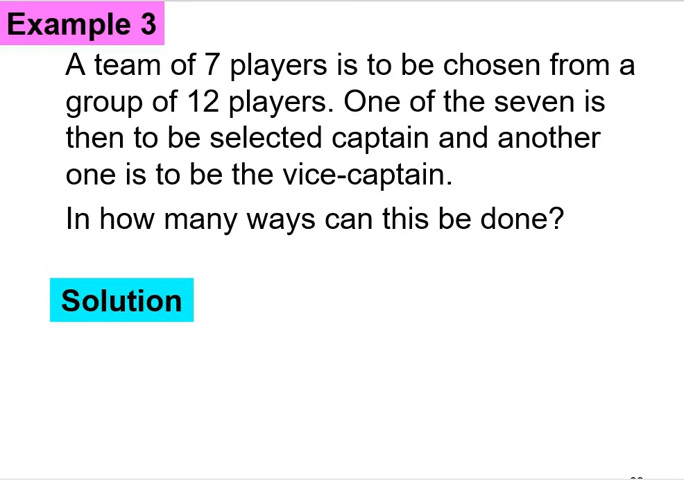 Example 3
A team of 7 players is to be chosen from a
group of 12 players. One of the seven is
then to be selected captain and another
one is to be the vice-captain.
In how many ways can this be done?
Solution